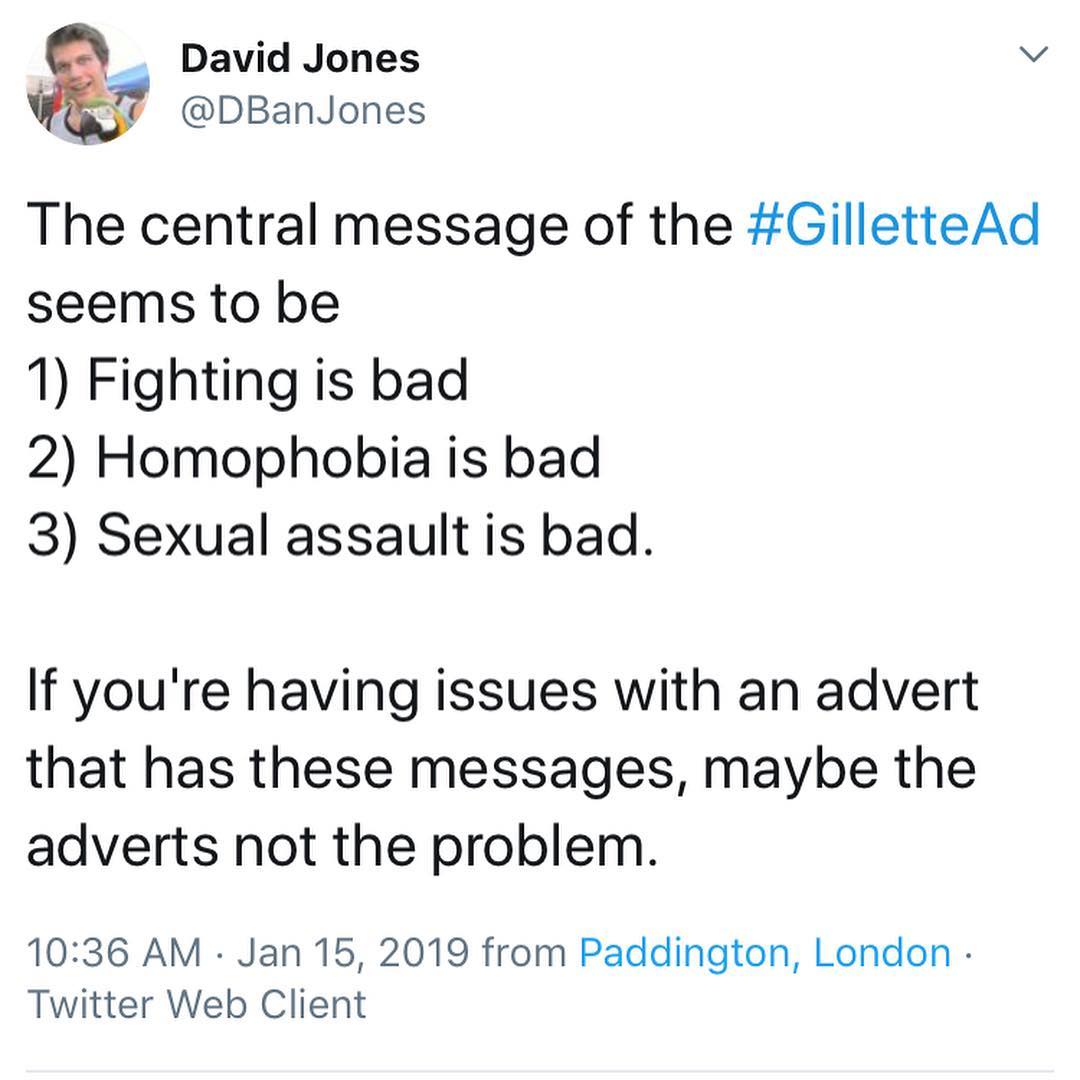 David Jones
@DBanJones
The central message of the #GilletteAd
seems to be
1) Fighting is bad
2) Homophobia is bad
3) Sexual assault is bad.
If you're having issues with an advert
that has these messages, maybe the
adverts not the problem.
10:36 AM · Jan 15, 2019 from Paddington, London ·
Twitter Web Client